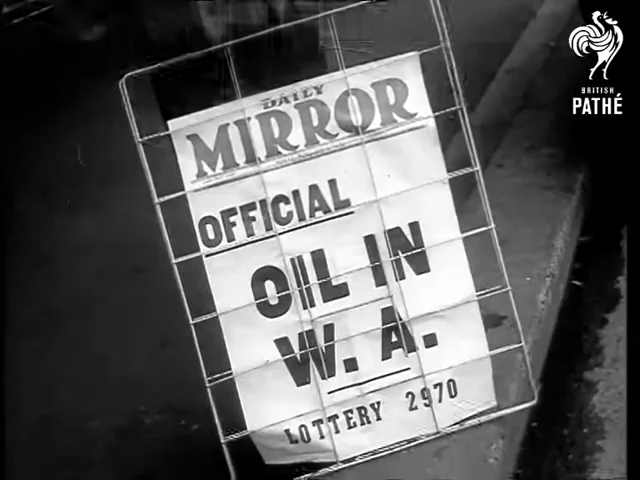 DAILY
MIRROR
OFFICIAL
OIL IN
W. A.
LOTTERY 2970
BRITISH
PATHÉ